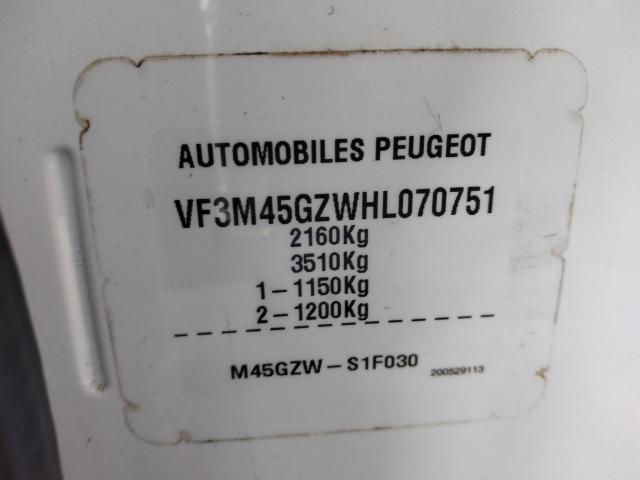 AUTOMOBILES PEUGEOT
VF3M45GZWHL070751
2160Kg
3510Kg
1-1150Kg
2-1200Kg
M45GZW-S1F030 200529113